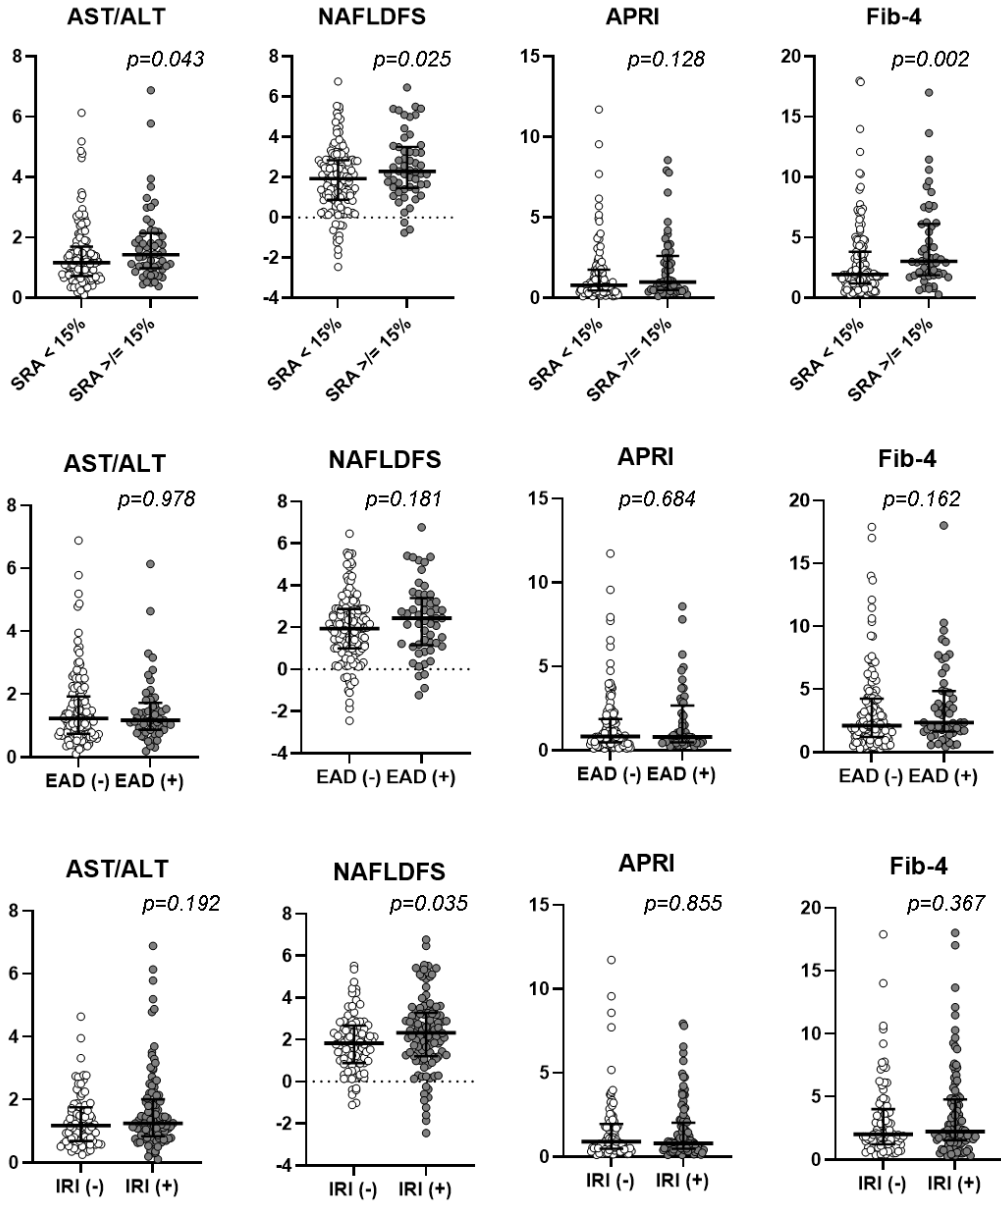 AST/ALT NAFLDFS APRI Fib-4
p=0.043 p=0.025 p=0.128 p=0.002
8 8 15 20
6 6 15
4 10
4 2 10
0 5
2 -2 5
0 -4 0 0
SRA < 15% SRA >/= 15% SRA < 15% SRA >/= 15% SRA < 15% SRA >/= 15% SRA < 15% SRA >/= 15%
AST/ALT NAFLDFS APRI Fib-4
p=0.978 p=0.181 p=0.684 p=0.162
8 8 15 20
6 6 15
4 10
4 2 10
0 5
2 -2 5
0 -4 0 0
EAD (-) EAD (+) EAD (-) EAD (+) EAD (-) EAD (+) EAD (-) EAD (+)
AST/ALT NAFLDFS APRI Fib-4
p=0.192 p=0.035 p=0.855 p=0.367
8 8 15 20
6 6 15
4 10
4 2 10
0 5
2 -2 5
0 -4 0 0
IRI (-) IRI (+) IRI (-) IRI (+) IRI (-) IRI (+) IRI (-) IRI (+)